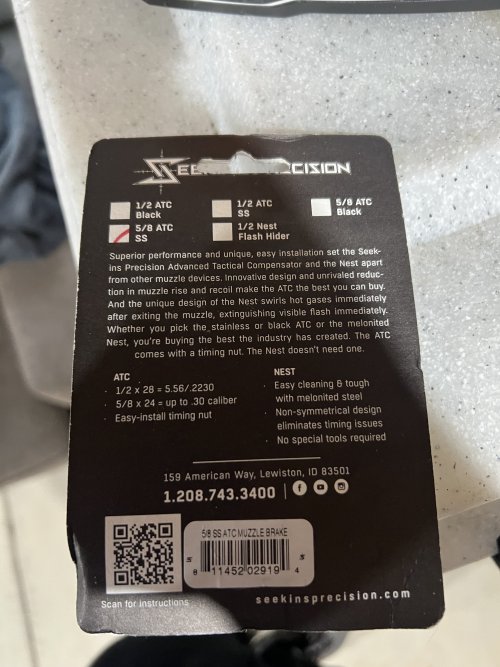 CISION
1/2 ATC Black
1/2 ATC SS
5/8 ATC Black
5/8 ATC SS
1/2 Nest Flash Hider
Superior performance and unique, easy installation set the Seek-
ins Precision Advanced Tactical Compensator and the Nest apart
from other muzzle devices. Innovative design and unrivaled reduc-
tion in muzzle rise and recoil make the ATC the best you can buy.
And the unique design of the Nest swirls hot gases immediately
after exiting the muzzle, extinguishing visible flash immediately.
Whether you pick the stainless or black ATC or the melonited
Nest, you're buying the best the industry has created. The ATC
comes with a timing nut. The Nest doesn't need one.
ATC
· 1/2 x 28 = 5.56/.2230
· 5/8 x 24 = up to .30 caliber
· Easy-install timing nut
NEST
· Easy cleaning & tough
with melonited steel
· Non-symmetrical design
eliminates timing issues
· No special tools required
159 American Way, Lewiston, ID 83501
1.208.743.3400
5/8 SS ATC MUZZLE BRAKE
8 11452 02919 4
Scan for instructions
seekinsprecision.com